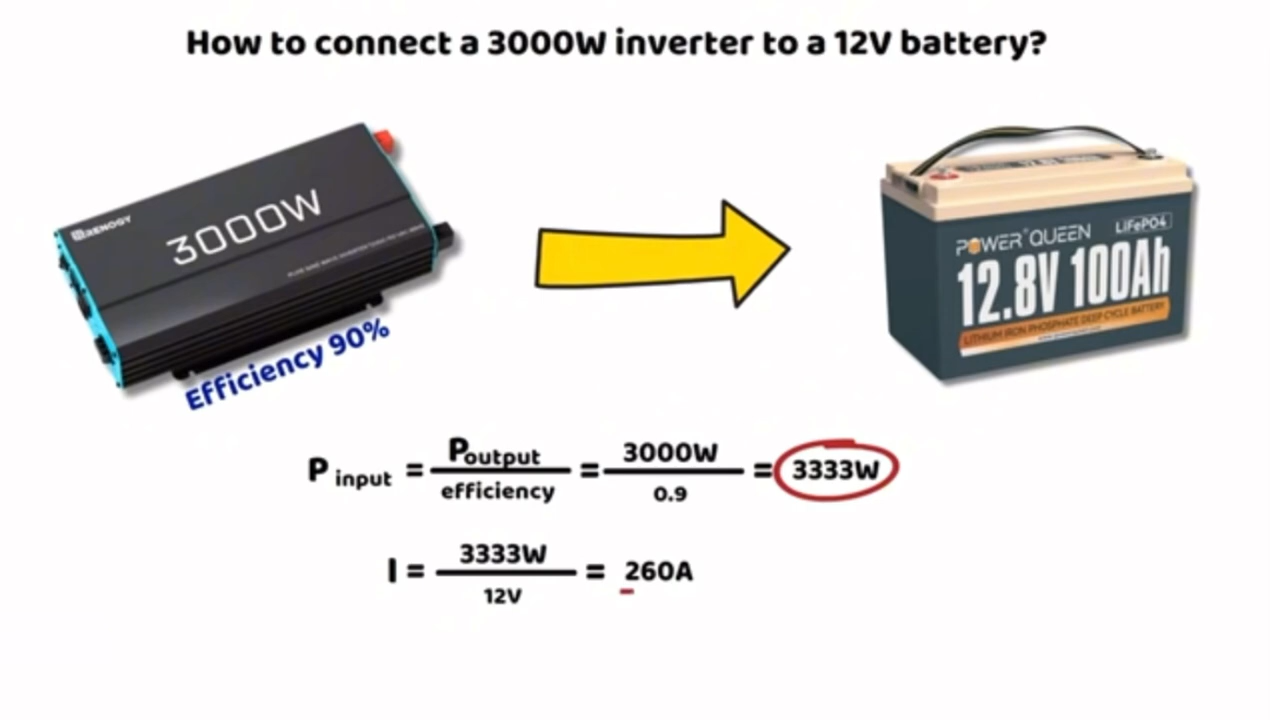 How to connect a 3000W inverter to a 12V battery?
RENOGY
3000W
Efficiency 90%
POWER QUEEN
LiFePO4
12.8V 100Ah
LITHIUM IRON PHOSPHATE DEEP CYCLE BATTERY
P input = Poutput / efficiency = 3000W / 0.9 = 3333W
I = 3333W / 12V = 260A